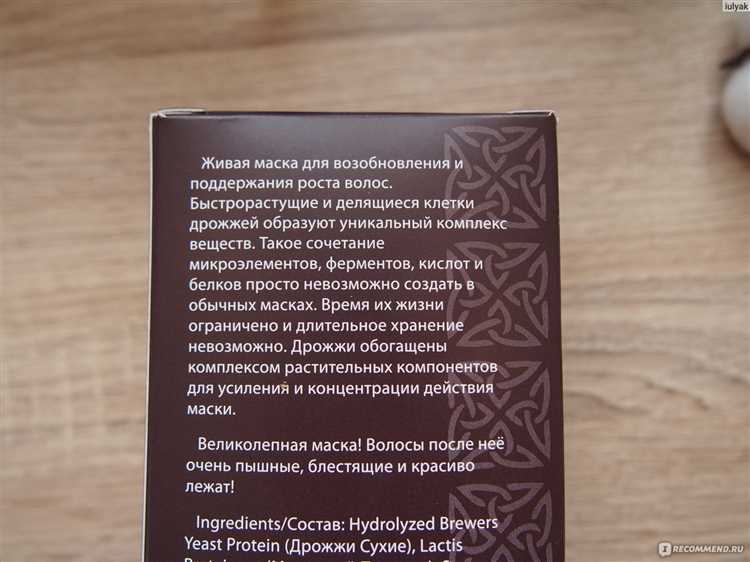 iulyak
Живая маска для возобновления и
поддержания роста волос.
Быстрорастущие и делящиеся клетки
дрожжей образуют уникальный комплекс
веществ. Такое сочетание
микроэлементов, ферментов, кислот и
белков просто невозможно создать в
обычных масках. Время их жизни
ограничено и длительное хранение
невозможно. Дрожжи обогащены
комплексом растительных компонентов
для усиления и концентрации действия
маски.
Великолепная маска! Волосы после неё
очень пышные, блестящие и красиво
лежат!
Ingredients/Состав: Hydrolyzed Brewers
Yeast Protein (Дрожжи Сухие), Lactis
IRECOMMEND.RU